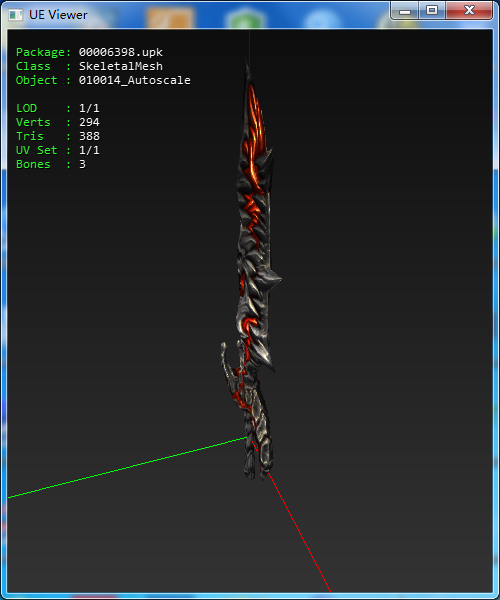 UE Viewer
Package: 00006398.upk
Class  : SkeletalMesh
Object : 010014_Autoscale
LOD    : 1/1
Verts  : 294
Tris   : 388
UV Set : 1/1
Bones  : 3